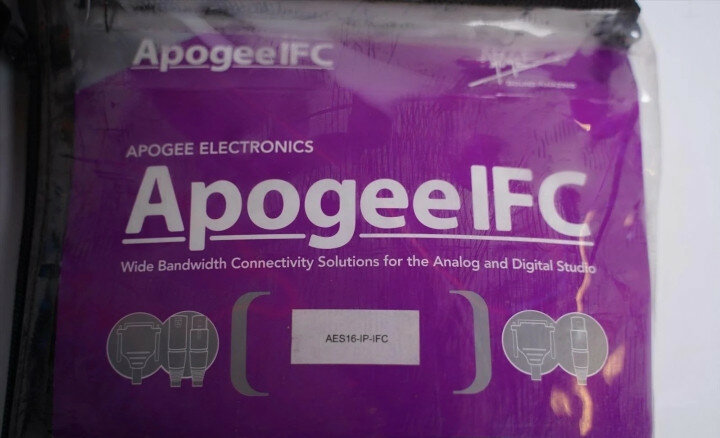 ApogeeIFC
APOGEE ELECTRONICS
ApogeeIFC
Wide Bandwidth Connectivity Solutions for the Analog and Digital Studio
AES16-IP-IFC